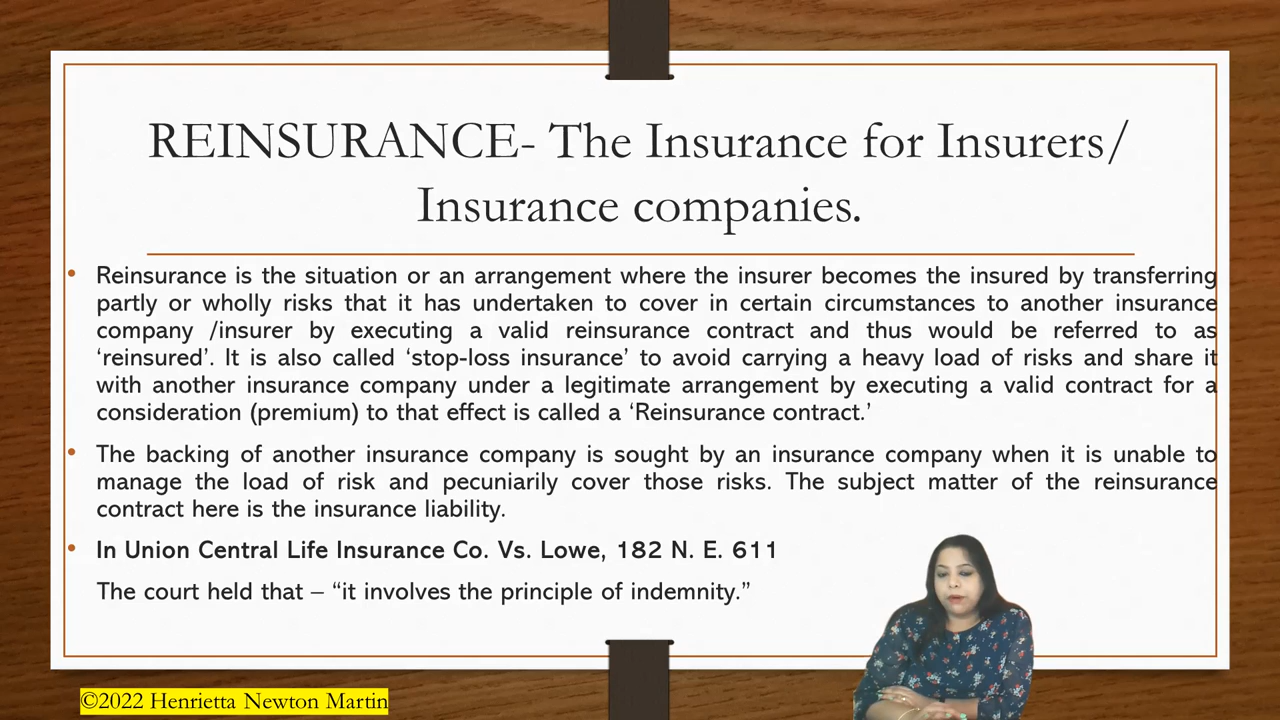 REINSURANCE- The Insurance for Insurers/
Insurance companies.
• Reinsurance is the situation or an arrangement where the insurer becomes the insured by transferring
partly or wholly risks that it has undertaken to cover in certain circumstances to another insurance
company /insurer by executing a valid reinsurance contract and thus would be referred to as
‘reinsured’. It is also called ‘stop-loss insurance’ to avoid carrying a heavy load of risks and share it
with another insurance company under a legitimate arrangement by executing a valid contract for a
consideration (premium) to that effect is called a ‘Reinsurance contract.’
• The backing of another insurance company is sought by an insurance company when it is unable to
manage the load of risk and pecuniarily cover those risks. The subject matter of the reinsurance
contract here is the insurance liability.
• In Union Central Life Insurance Co. Vs. Lowe, 182 N. E. 611
The court held that – “it involves the principle of indemnity.”
©2022 Henrietta Newton Martin